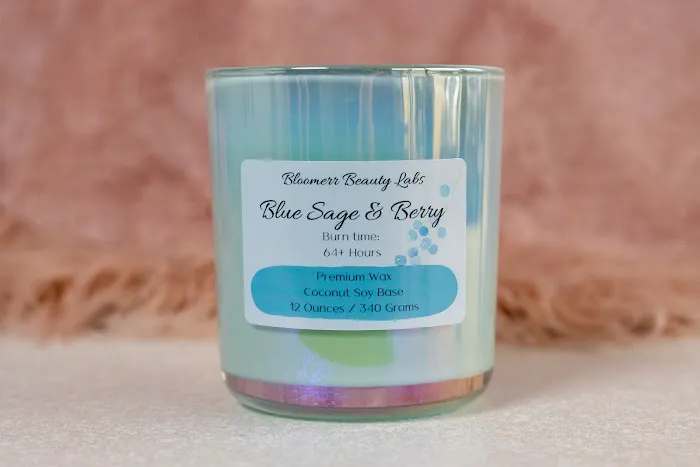 Bloomerr Beauty Labs
Blue Sage & Berry
Burn time:
64+ Hours
Premium Wax
Coconut Soy Base
12 Ounces / 340 Grams